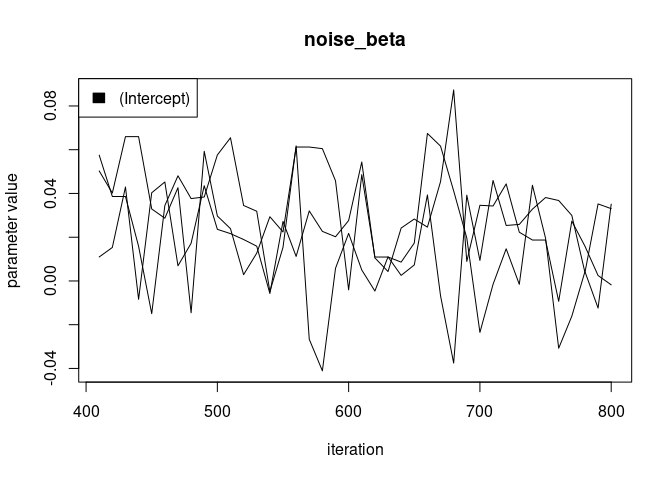 noise_beta
(Intercept)
parameter value
0.08
0.04
0.00
-0.04
400 500 600 700 800
iteration